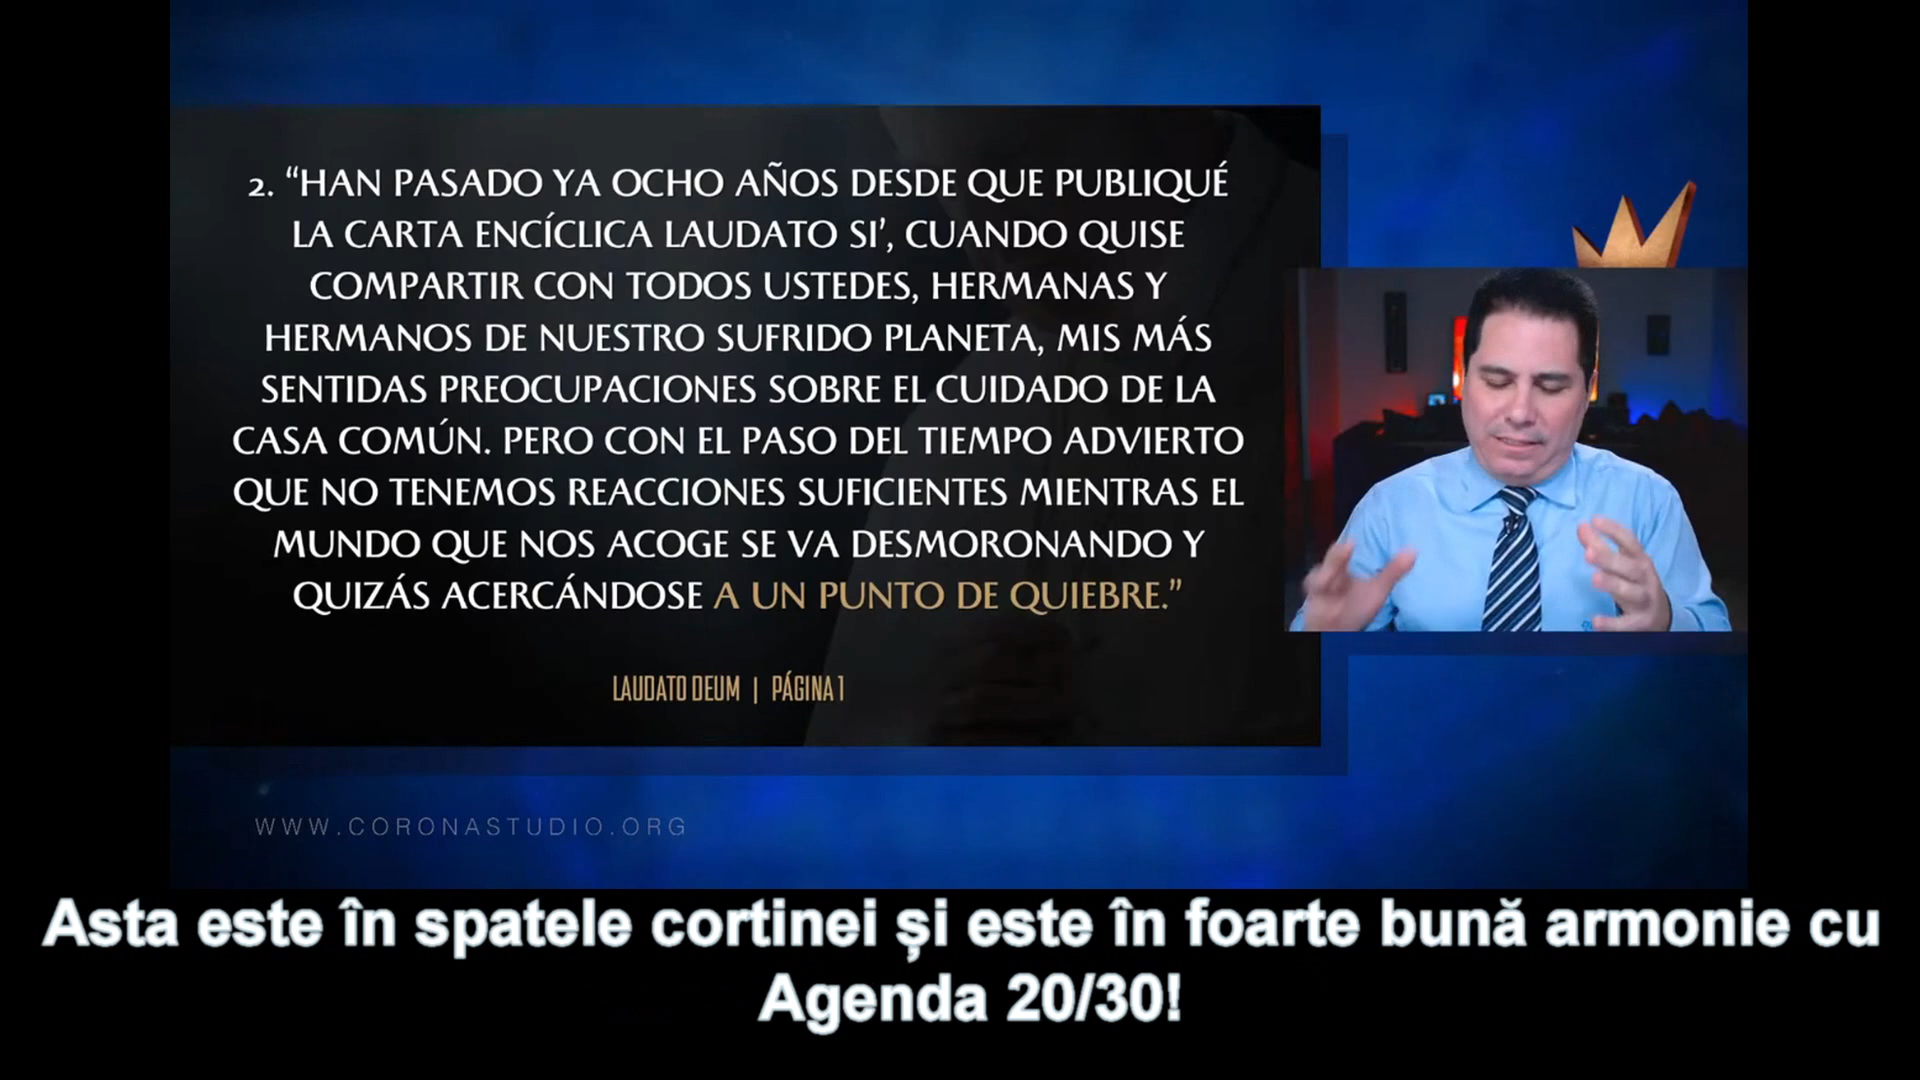 2. “HAN PASADO YA OCHO AÑOS DESDE QUE PUBLIQUÉ
LA CARTA ENCÍCLICA LAUDATO SI’, CUANDO QUISE
COMPARTIR CON TODOS USTEDES, HERMANAS Y
HERMANOS DE NUESTRO SUFRIDO PLANETA, MIS MÁS
SENTIDAS PREOCUPACIONES SOBRE EL CUIDADO DE LA
CASA COMÚN. PERO CON EL PASO DEL TIEMPO ADVIERTO
QUE NO TENEMOS REACCIONES SUFICIENTES MIENTRAS EL
MUNDO QUE NOS ACOGE SE VA DESMORONANDO Y
QUIZÁS ACERCÁNDOSE A UN PUNTO DE QUIEBRE.”
LAUDATO DEUM | PÁGINA 1
WWW.CORONASTUDIO.ORG
Asta este în spatele cortinei și este în foarte bună armonie cu
Agenda 20/30!